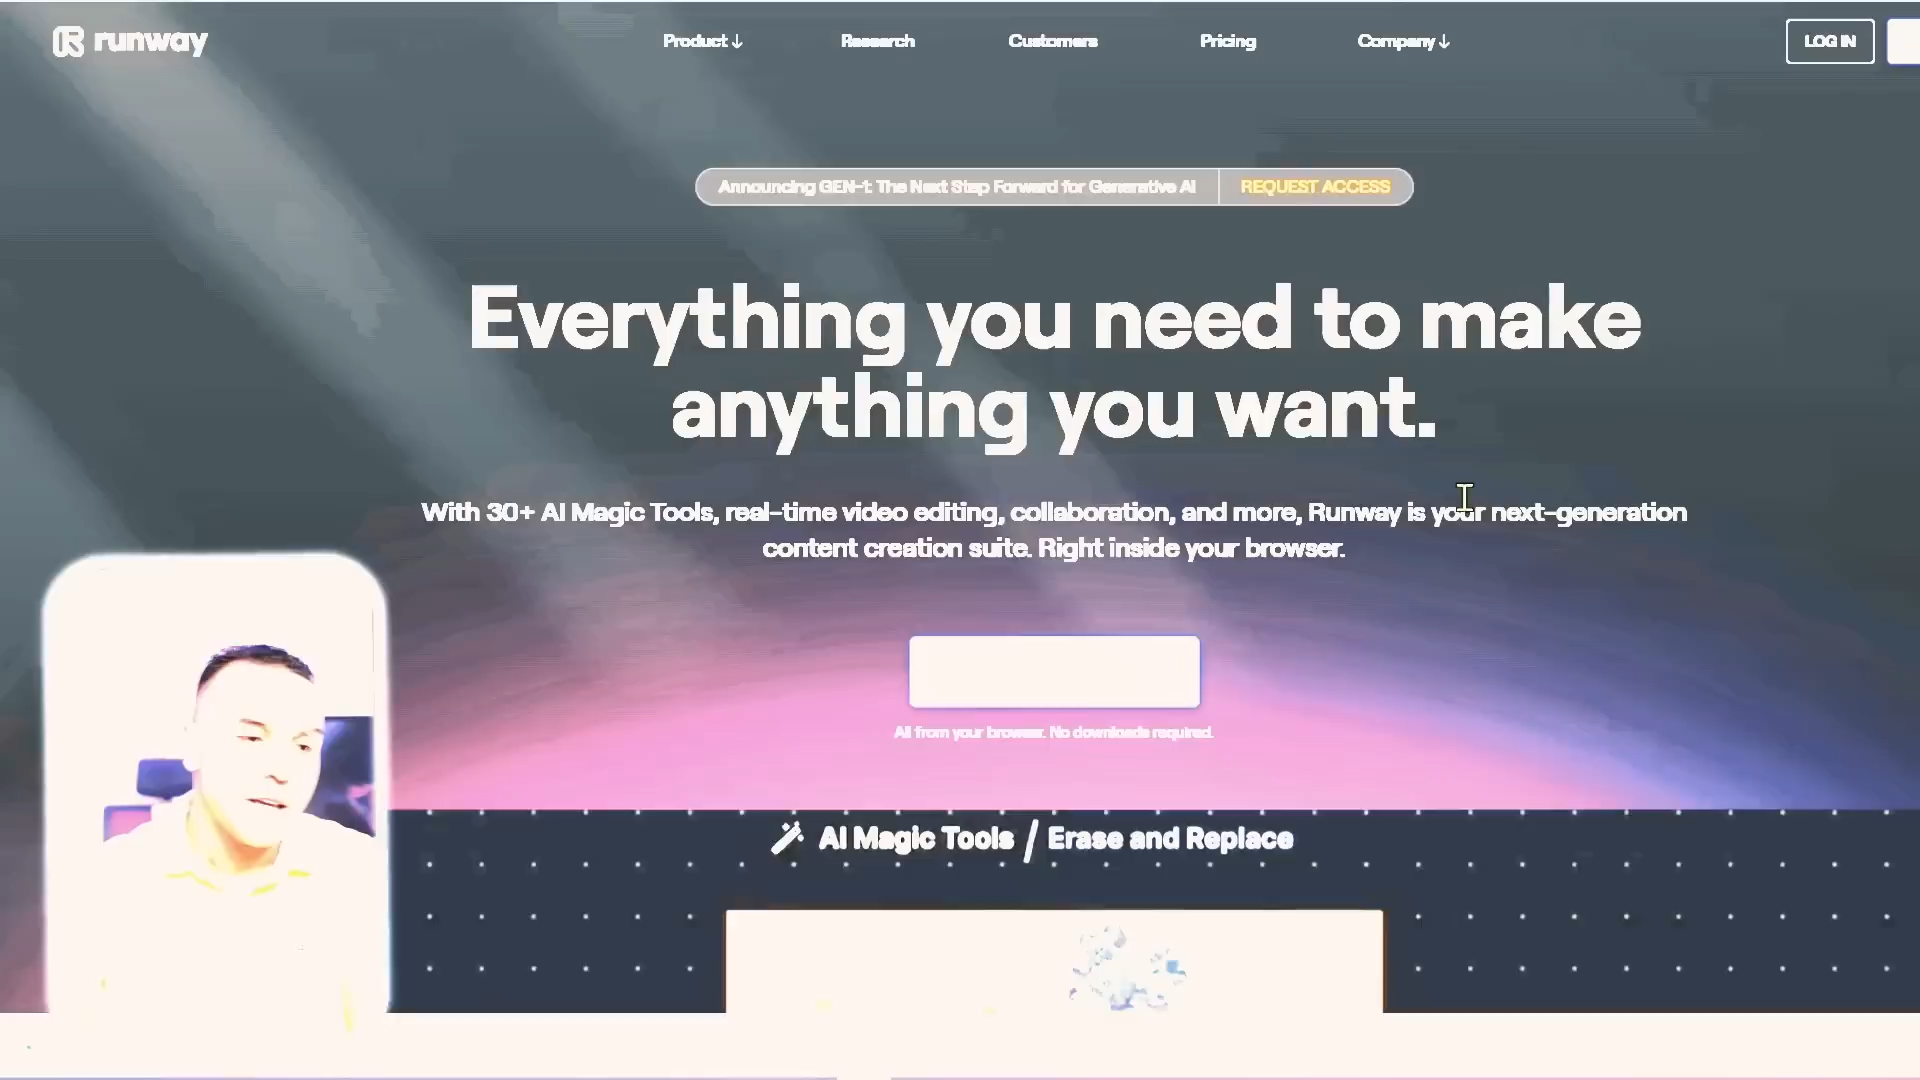 runway
Product ↓
Research
Customers
Pricing
Company ↓
LOG IN
Announcing GEN-1: The Next Step Forward for Generative AI
REQUEST ACCESS
Everything you need to make
anything you want.
With 30+ AI Magic Tools, real-time video editing, collaboration, and more, Runway is your next-generation
content creation suite. Right inside your browser.
All from your browser. No downloads required.
AI Magic Tools / Erase and Replace